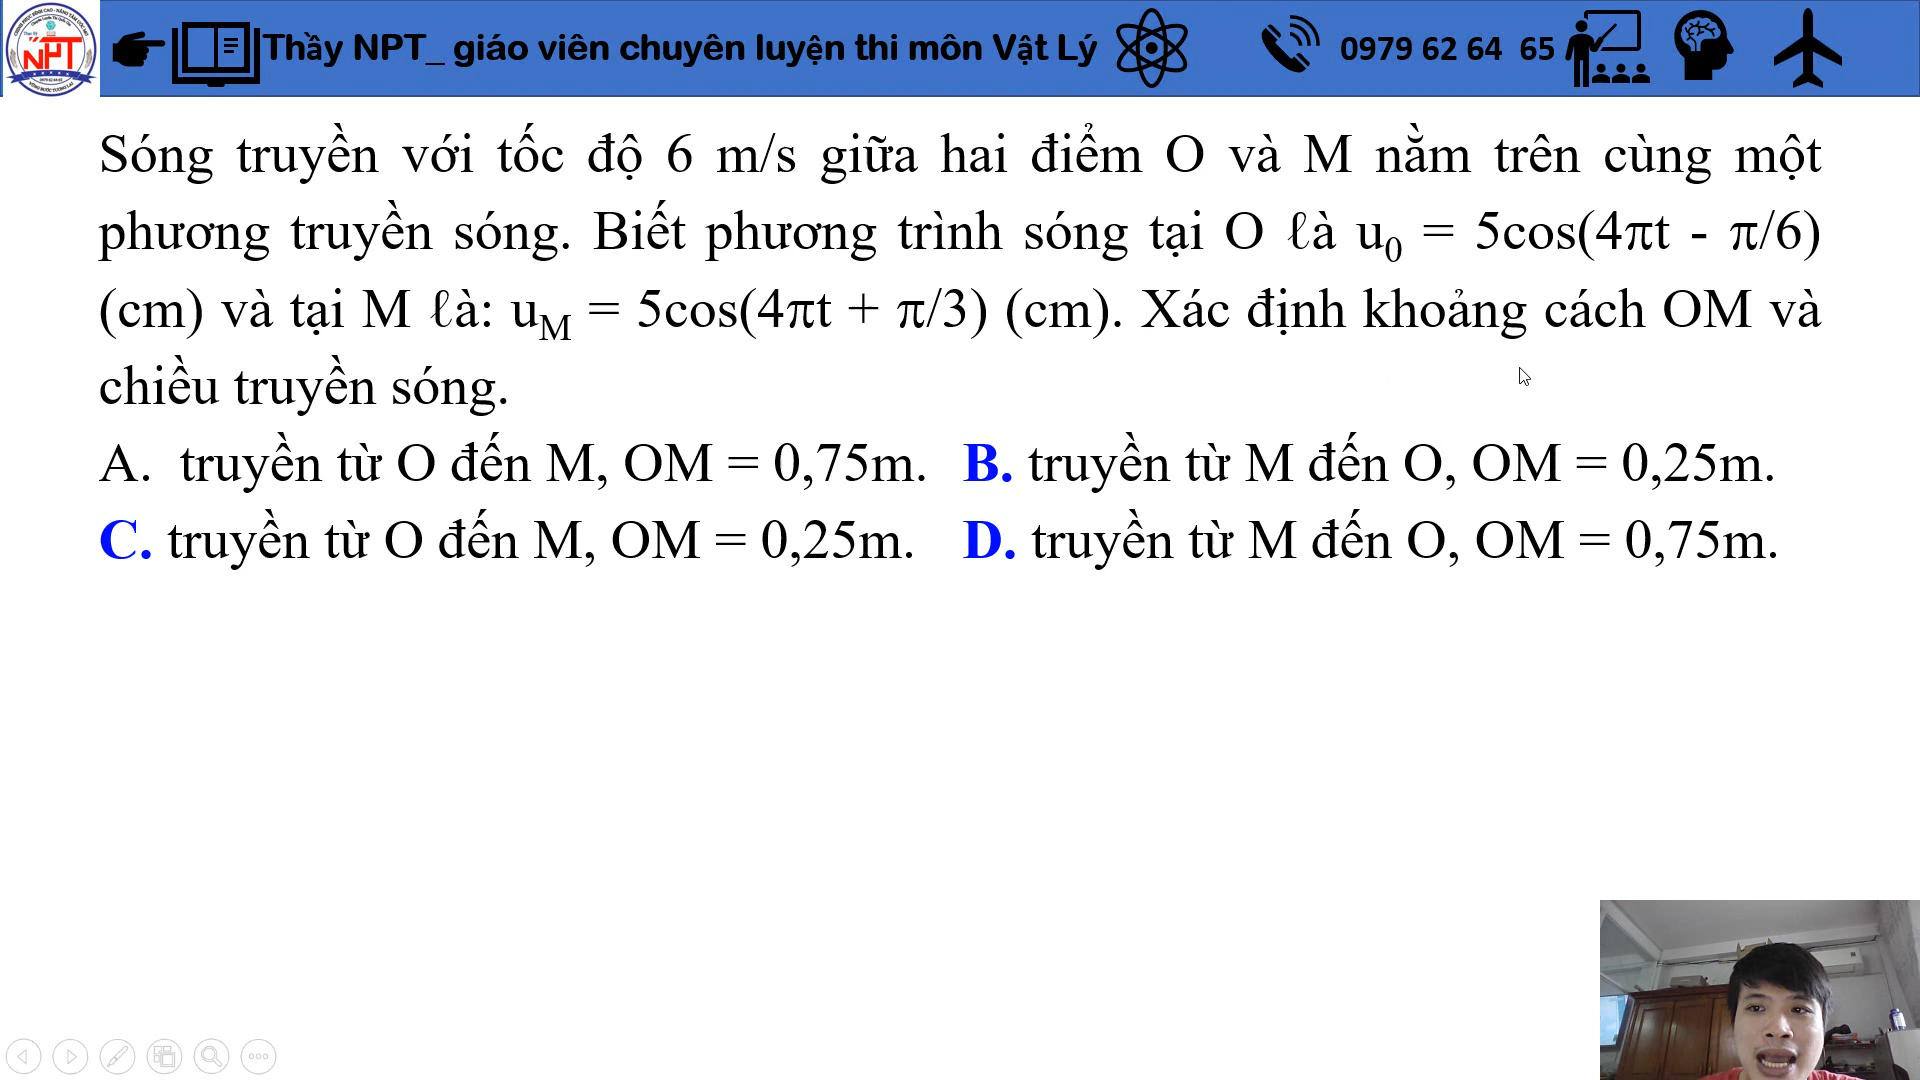 NPT
Thầy NPT_ giáo viên chuyên luyện thi môn Vật Lý
0979 62 64 65
Sóng truyền với tốc độ 6 m/s giữa hai điểm O và M nằm trên cùng một
phương truyền sóng. Biết phương trình sóng tại O ℓà u₀ = 5cos(4πt - π/6)
(cm) và tại M ℓà: uM = 5cos(4πt + π/3) (cm). Xác định khoảng cách OM và
chiều truyền sóng.
A. truyền từ O đến M, OM = 0,75m. B. truyền từ M đến O, OM = 0,25m.
C. truyền từ O đến M, OM = 0,25m. D. truyền từ M đến O, OM = 0,75m.